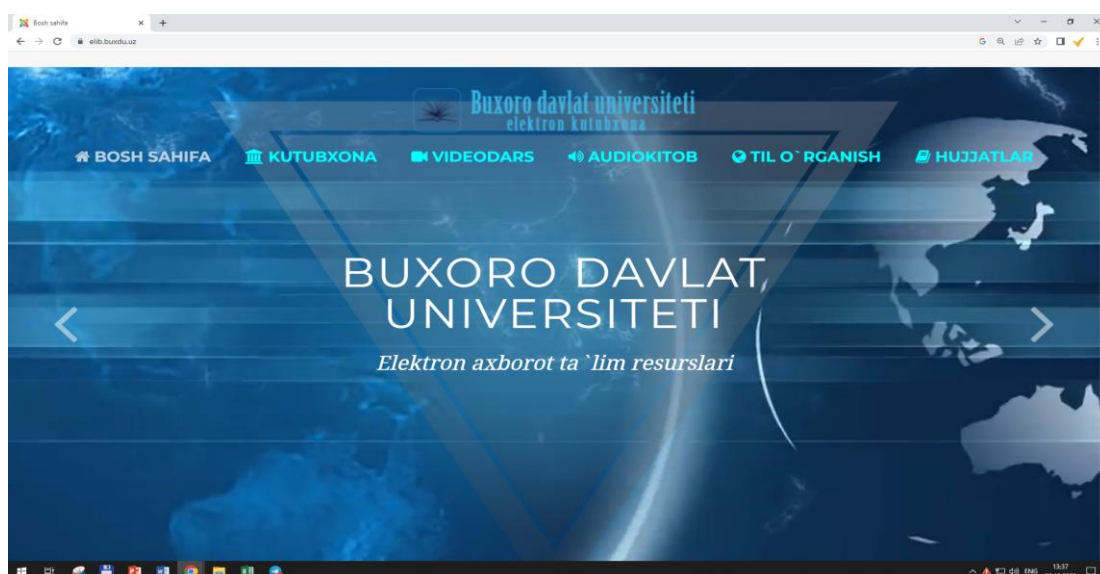 Bosh sahifa
elib.buxdu.uz
Buxoro davlat universiteti
elektron kutubxona
BOSH SAHIFA KUTUBXONA VIDEODARS AUDIOKITOB TIL O`RGANISH HUJJATLAR
BUXORO DAVLAT
UNIVERSITETI
Elektron axborot ta`lim resurslari
ENG 13:37